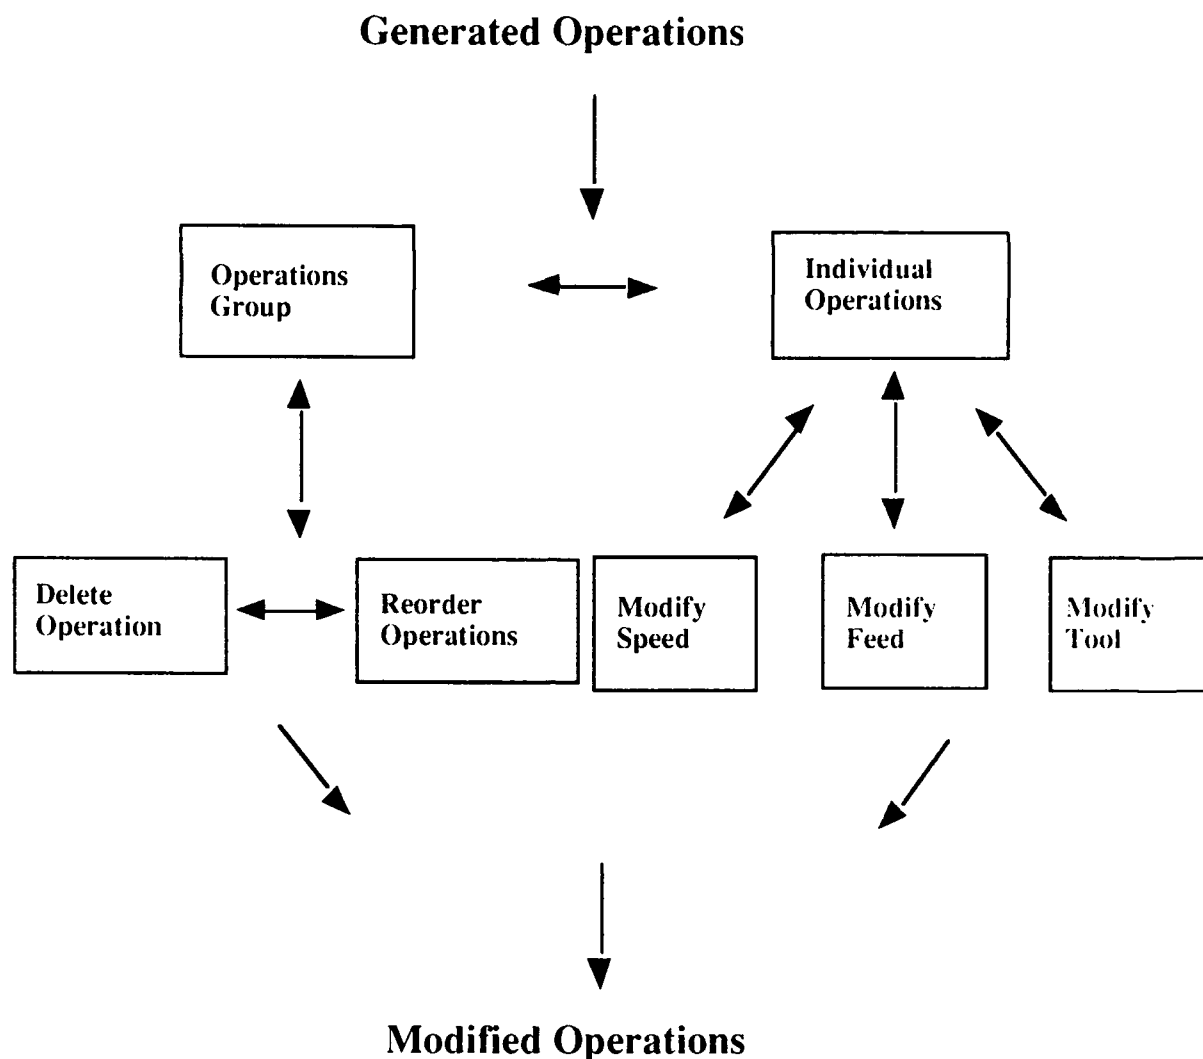 Generated Operations
Operations
Group
Individual
Operations
Delete
Operation
Reorder
Operations
Modify
Speed
Modify
Feed
Modify
Tool
Modified Operations